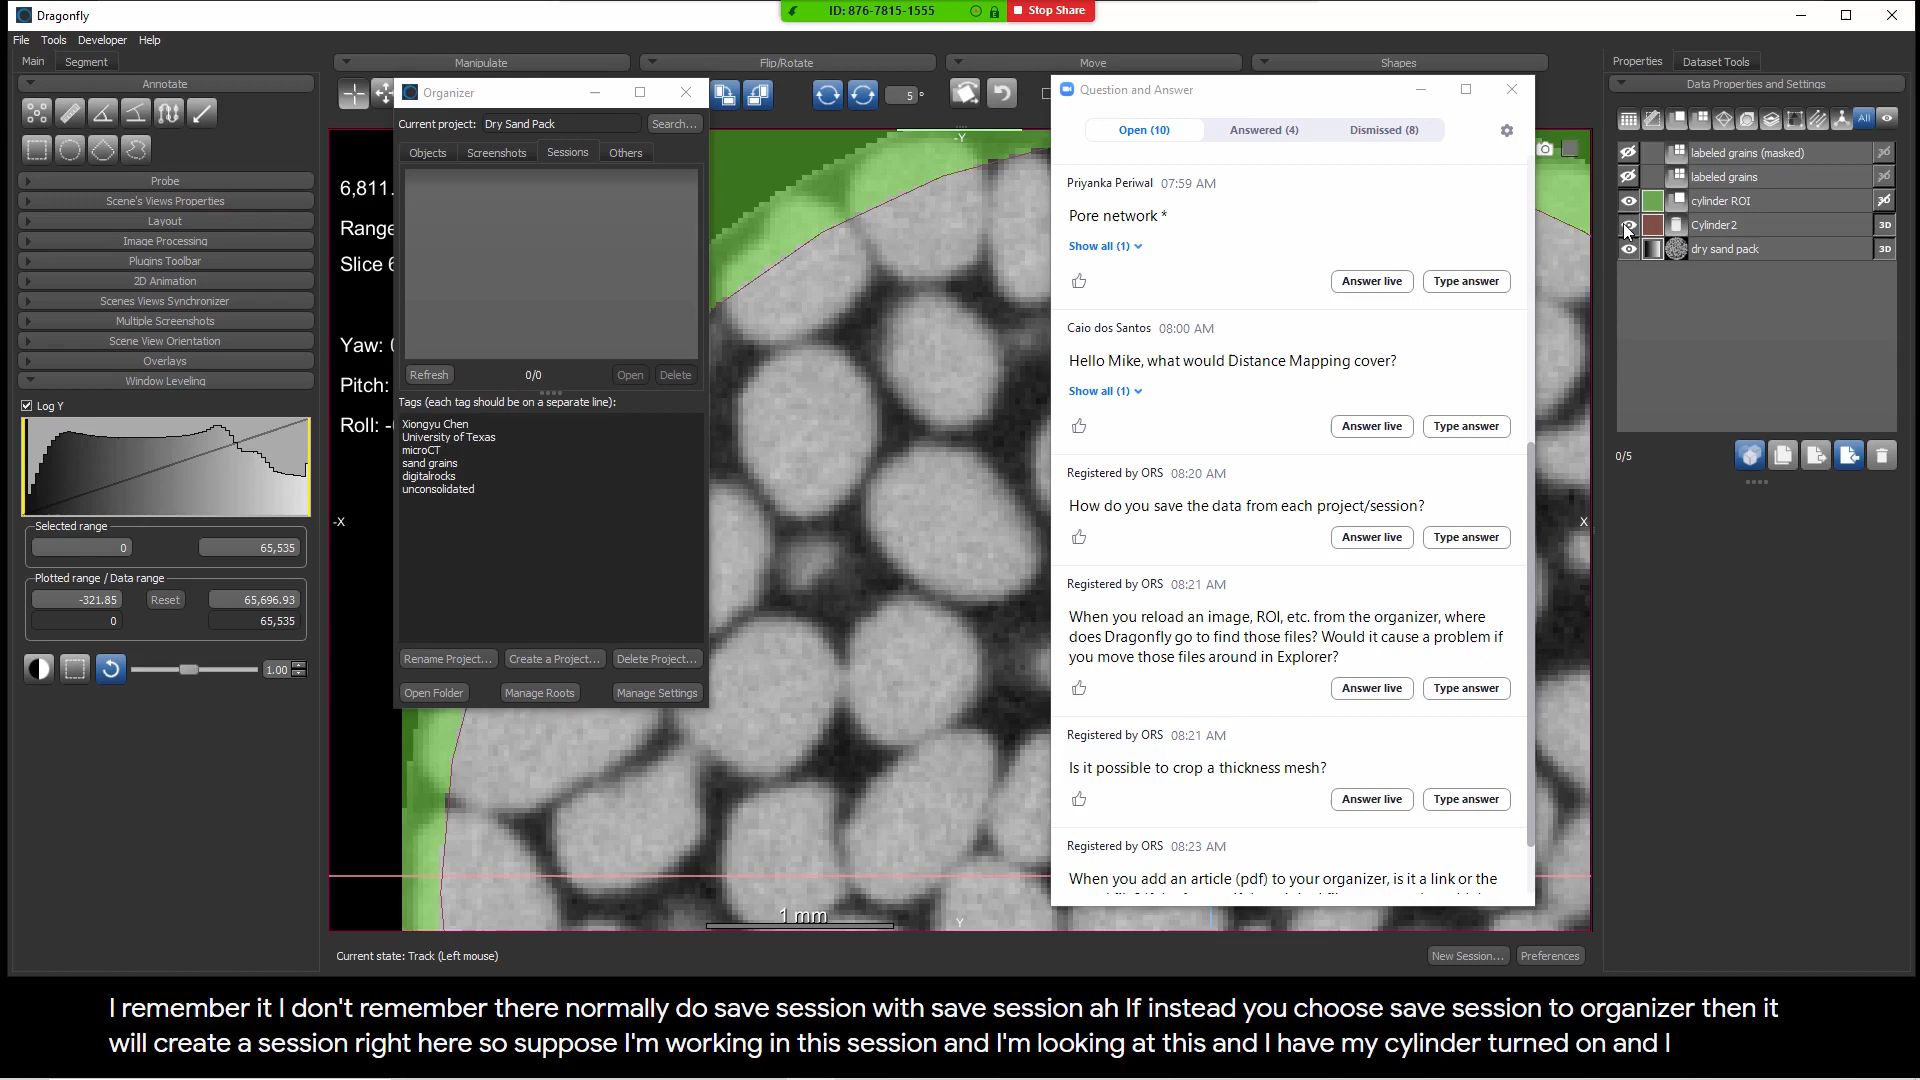 Dragonfly
ID: 876-7815-1555
Stop Share
File Tools Developer Help
Main Segment
Annotate
Probe
Scene's Views Properties
Layout
Image Processing
Plugins Toolbar
2D Animation
Scenes Views Synchronizer
Multiple Screenshots
Scene View Orientation
Overlays
Window Leveling
Log Y
Selected range
0 65,535
Plotted range / Data range
-321.85 Reset 65,696.93
0 65,535
1.00
Manipulate Flip/Rotate Move Shapes
5 °
6,811.
Range
Slice 6
Yaw:
Pitch:
Roll: -
-Y
-X
X
Y
1 mm
Organizer
Current project: Dry Sand Pack Search...
Objects Screenshots Sessions Others
Refresh 0/0 Open Delete
Tags (each tag should be on a separate line):
Xiongyu Chen
University of Texas
microCT
sand grains
digitalrocks
unconsolidated
Rename Project... Create a Project... Delete Project...
Open Folder Manage Roots Manage Settings
Question and Answer
Open (10) Answered (4) Dismissed (8)
Priyanka Periwal 07:59 AM
Pore network *
Show all (1)
Answer live Type answer
Caio dos Santos 08:00 AM
Hello Mike, what would Distance Mapping cover?
Show all (1)
Answer live Type answer
Registered by ORS 08:20 AM
How do you save the data from each project/session?
Answer live Type answer
Registered by ORS 08:21 AM
When you reload an image, ROI, etc. from the organizer, where
does Dragonfly go to find those files? Would it cause a problem if
you move those files around in Explorer?
Answer live Type answer
Registered by ORS 08:21 AM
Is it possible to crop a thickness mesh?
Answer live Type answer
Registered by ORS 08:23 AM
When you add an article (pdf) to your organizer, is it a link or the
Properties Dataset Tools
Data Properties and Settings
All
labeled grains (masked) 3D
labeled grains 3D
cylinder ROI 3D
Cylinder2 3D
dry sand pack 3D
0/5
Current state: Track (Left mouse)
New Session... Preferences
I remember it I don't remember there normally do save session with save session ah If instead you choose save session to organizer then it
will create a session right here so suppose I'm working in this session and I'm looking at this and I have my cylinder turned on and I